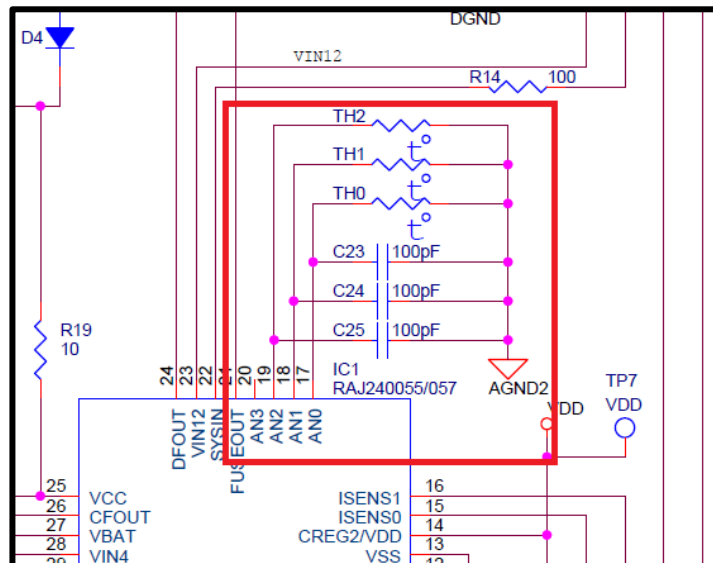 DGND
D4
VIN12
R14 100
TH2
t°
TH1
t°
TH0
t°
C23 100pF
C24 100pF
C25 100pF
R19
10
IC1
RAJ240055/057
AGND2
TP7
VDD
VDD
24
23
22
21
20
19
18
17
DFOUT
VIN12
SYSIN
FUSEOUT
AN3
AN2
AN1
AN0
25 VCC
26 CFOUT
27 VBAT
28 VIN4
29
ISENS1 16
ISENS0 15
CREG2/VDD 14
VSS 13
12